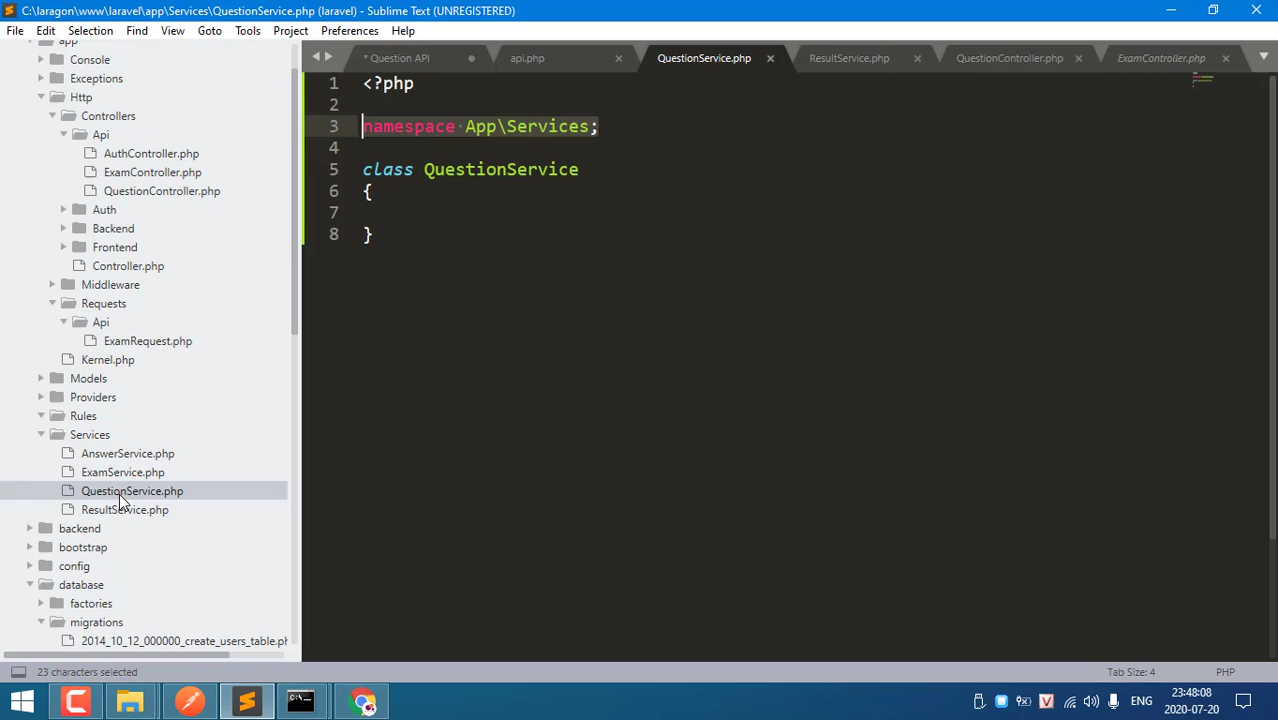 C:\laragon\www\laravel\app\Services\QuestionService.php (laravel) - Sublime Text (UNREGISTERED)
File Edit Selection Find View Goto Tools Project Preferences Help
* Question API api.php QuestionService.php ResultService.php QuestionController.php ExamController.php
app
Console
Exceptions
Http
Controllers
Api
AuthController.php
ExamController.php
QuestionController.php
Auth
Backend
Frontend
Controller.php
Middleware
Requests
Api
ExamRequest.php
Kernel.php
Models
Providers
Rules
Services
AnswerService.php
ExamService.php
QuestionService.php
ResultService.php
backend
bootstrap
config
database
factories
migrations
2014_10_12_000000_create_users_table.ph
1 <?php
2
3 namespace App\Services;
4
5 class QuestionService
6 {
7
8 }
23 characters selected
Tab Size: 4 PHP
C:\_
V
ENG
23:48:08
2020-07-20